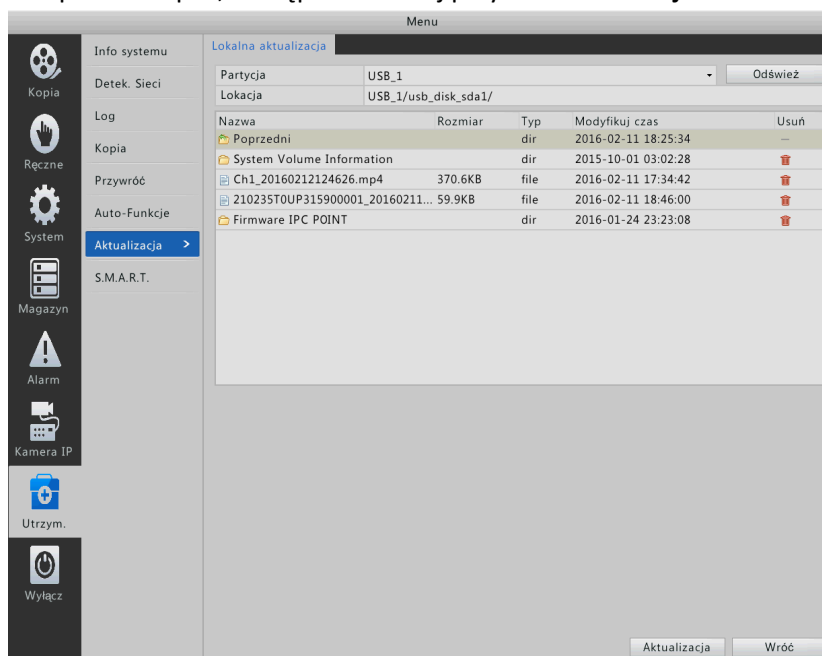 Menu
Kopia
Ręczne
System
Magazyn
Alarm
Kamera IP
Utrzym.
Wyłącz
Info systemu
Detek. Sieci
Log
Kopia
Przywróć
Auto-Funkcje
Aktualizacja >
S.M.A.R.T.
Lokalna aktualizacja
Partycja USB_1 Odśwież
Lokacja USB_1/usb_disk_sda1/
Nazwa Rozmiar Typ Modyfikuj czas Usuń
Poprzedni dir 2016-02-11 18:25:34 —
System Volume Information dir 2015-10-01 03:02:28
Ch1_20160212124626.mp4 370.6KB file 2016-02-11 17:34:42
210235T0UP315900001_20160211... 59.9KB file 2016-02-11 18:46:00
Firmware IPC POINT dir 2016-01-24 23:23:08
Aktualizacja Wróć